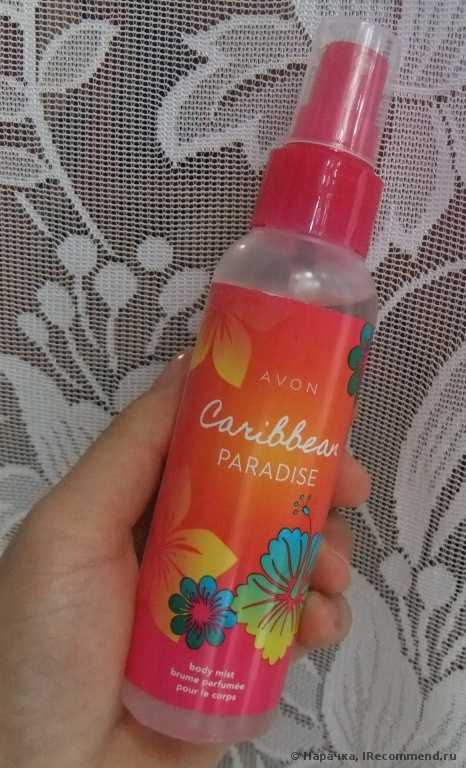 AVON
Caribbean
PARADISE
body mist
brume parfumée
pour le corps
© Нарачка, IRecommend.ru